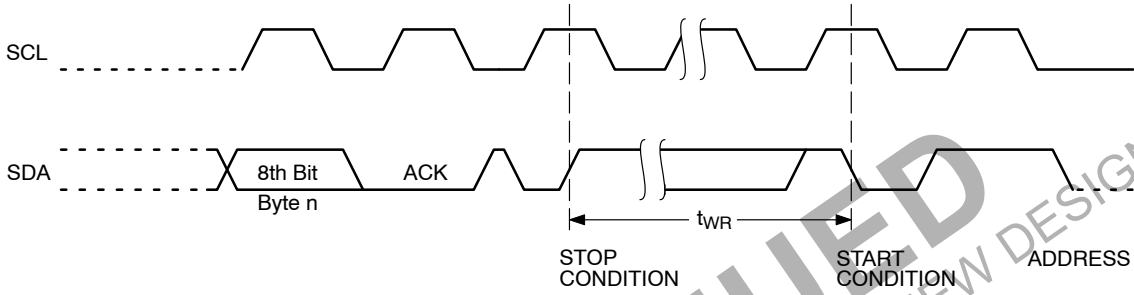 SCL
SDA
8th Bit
Byte n
ACK
tWR
STOP
CONDITION
START
CONDITION
ADDRESS